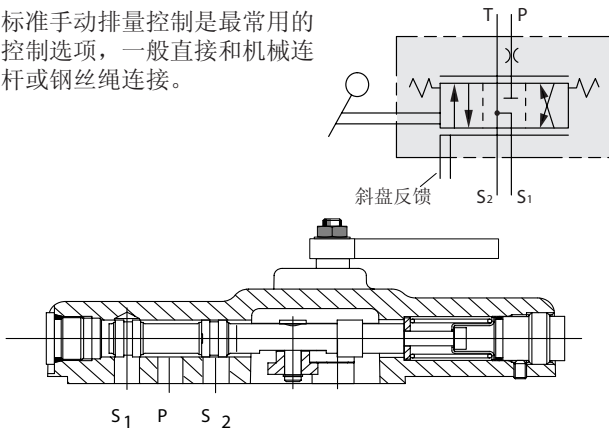 标准手动排量控制是最常用的
控制选项，一般直接和机械连
杆或钢丝绳连接。
T P
斜盘反馈
S2 S1
S1 P S 2